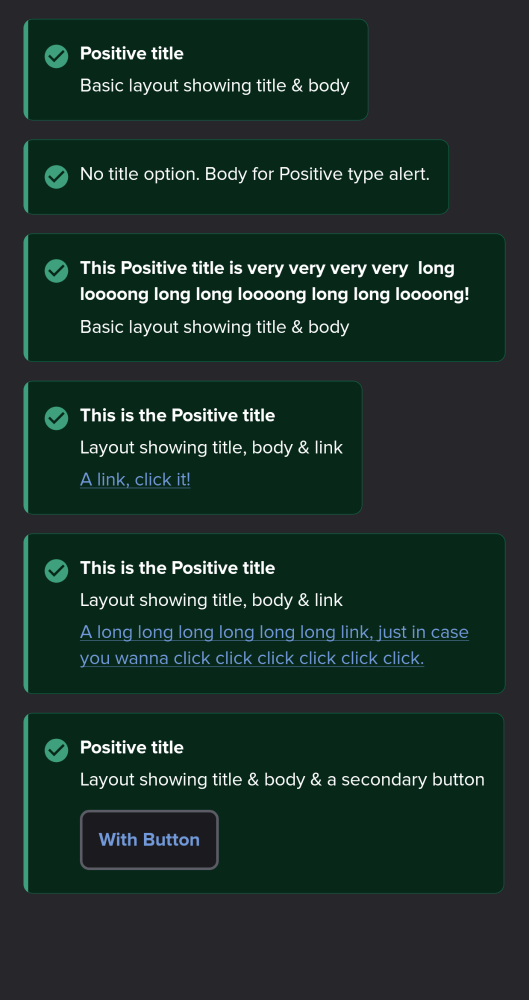 Positive title
Basic layout showing title & body
No title option. Body for Positive type alert.
This Positive title is very very very very  long
loooong long long loooong long long loooong!
Basic layout showing title & body
This is the Positive title
Layout showing title, body & link
A link, click it!
This is the Positive title
Layout showing title, body & link
A long long long long long long link, just in case
you wanna click click click click click click.
Positive title
Layout showing title & body & a secondary button
With Button